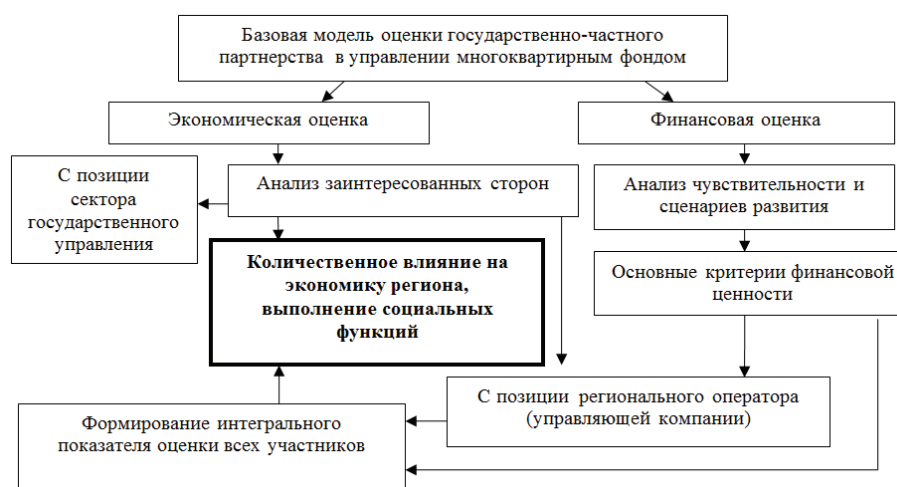 Базовая модель оценки государственно-частного
партнерства в управлении многоквартирным фондом
Экономическая оценка
Финансовая оценка
С позиции
сектора
государственного
управления
Анализ заинтересованных сторон
Анализ чувствительности и
сценариев развития
Количественное влияние на
экономику региона,
выполнение социальных
функций
Основные критерии финансовой
ценности
С позиции регионального оператора
(управляющей компании)
Формирование интегрального
показателя оценки всех участников